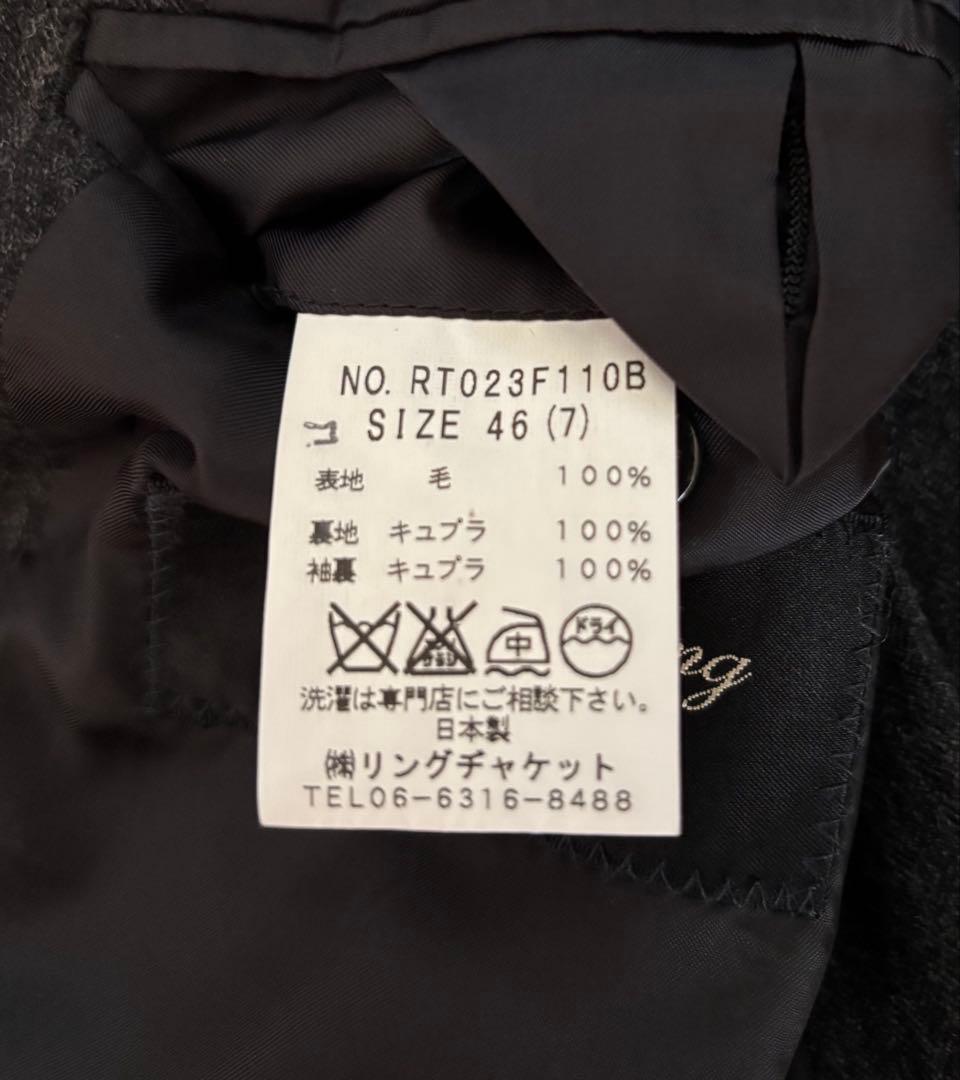 NO. RT023F110B
SIZE 46 (7)
表地 毛 100%
裏地 キュプラ 100%
袖裏 キュプラ 100%
中 ドライ
洗濯は専門店にご相談下さい。
日本製
㈱リングヂャケット
TEL06-6316-8488
ng